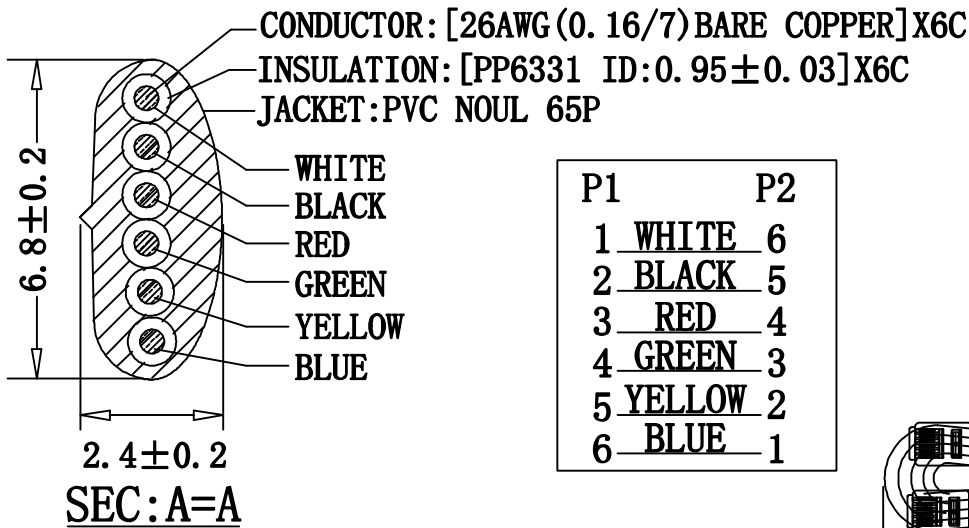 CONDUCTOR:[26AWG(0.16/7)BARE COPPER]X6C
INSULATION:[PP6331 ID:0.95±0.03]X6C
JACKET:PVC NOUL 65P
6.8±0.2
WHITE
BLACK
RED
GREEN
YELLOW
BLUE
2.4±0.2
SEC:A=A
P1 P2
1 WHITE 6
2 BLACK 5
3 RED 4
4 GREEN 3
5 YELLOW 2
6 BLUE 1